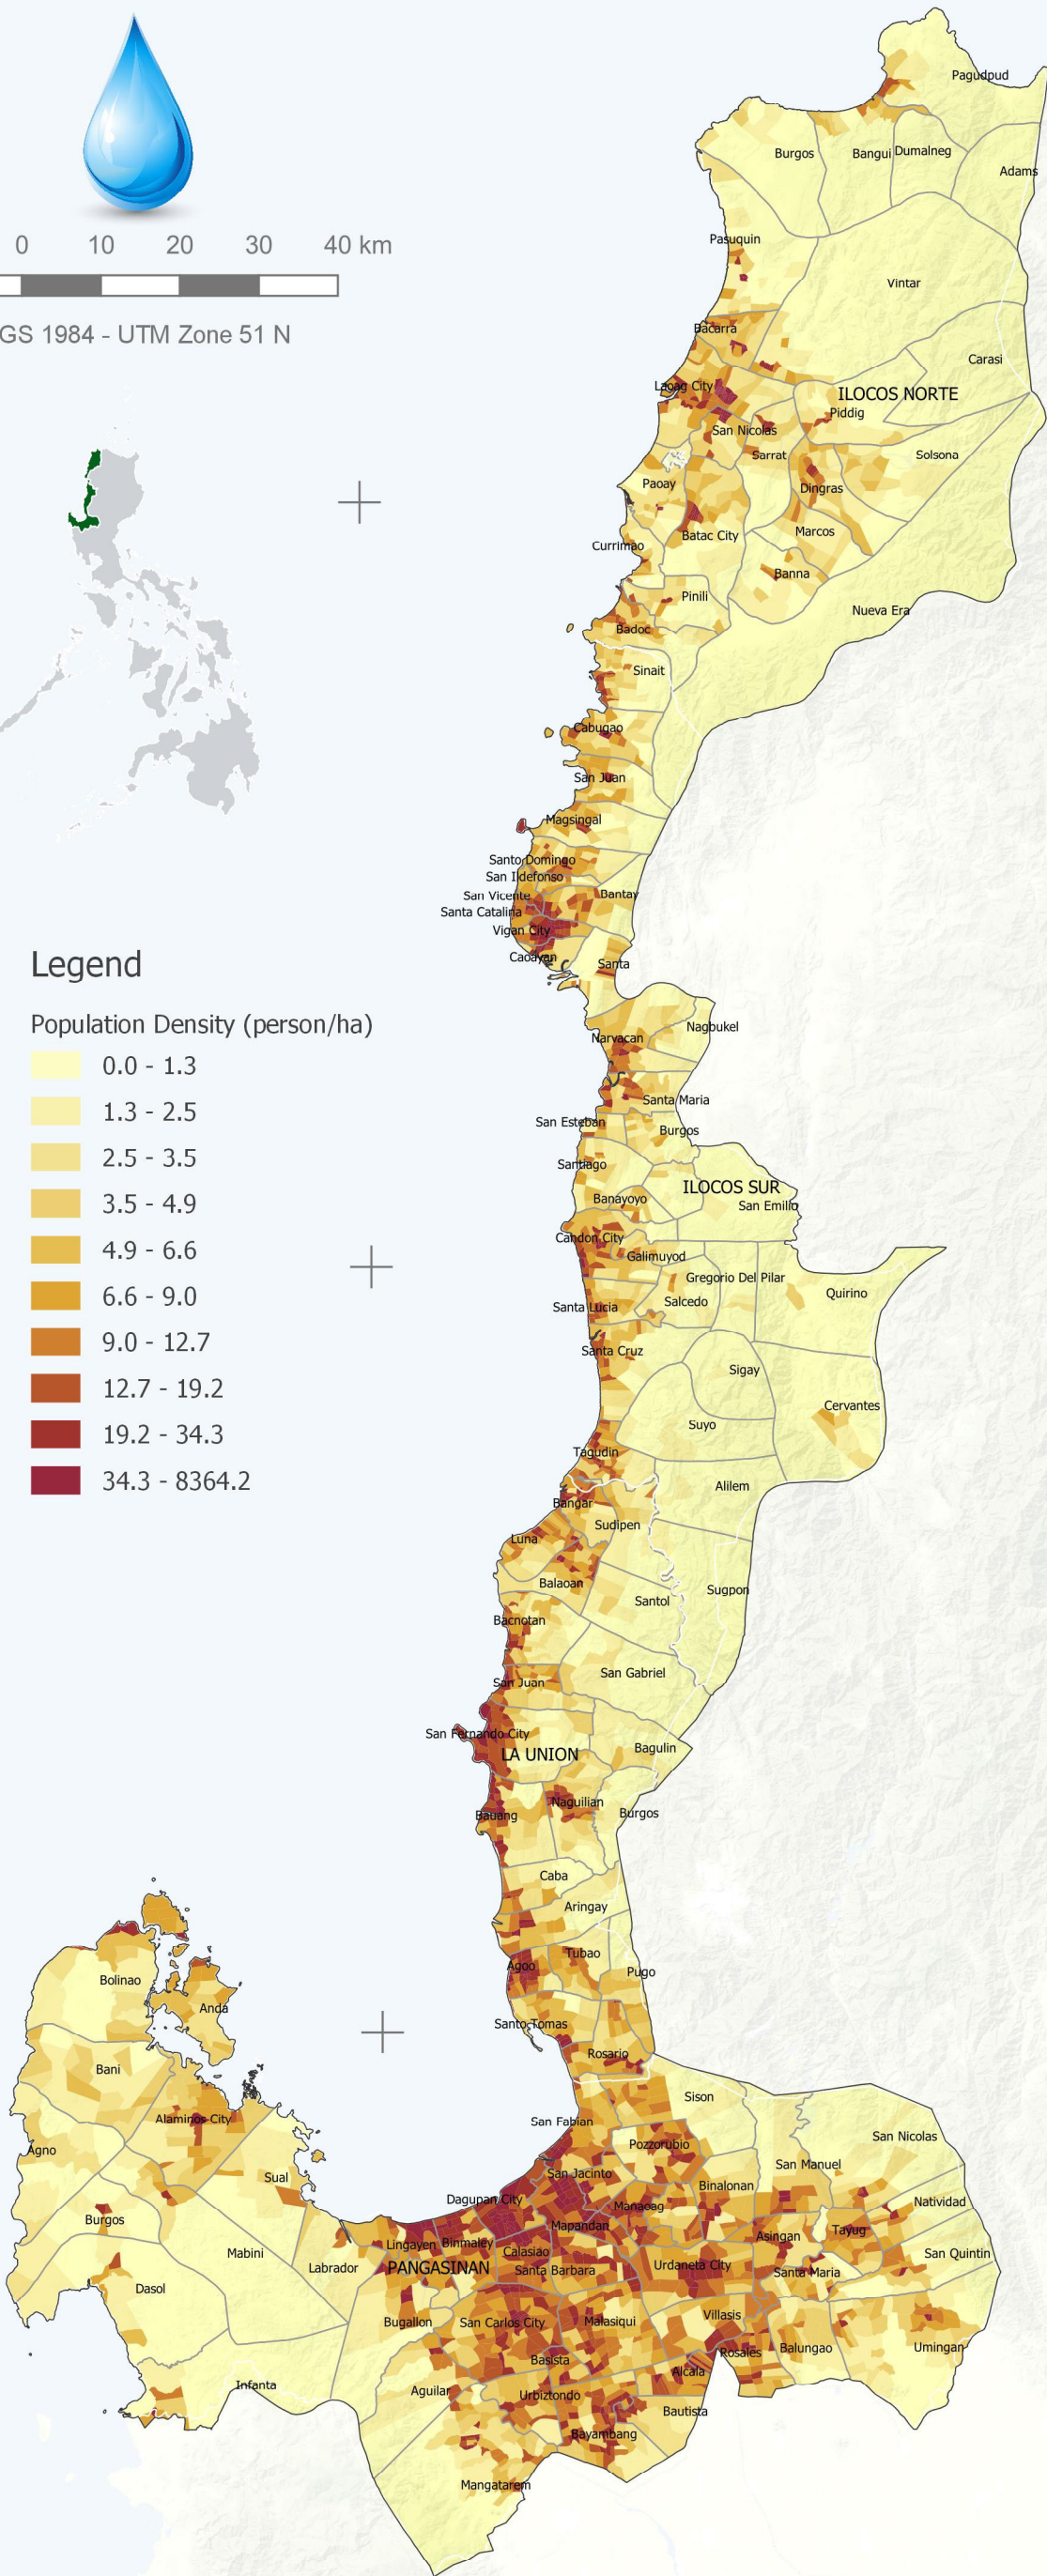 0 10 20 30 40 km
GS 1984 - UTM Zone 51 N
Legend
Population Density (person/ha)
0.0 - 1.3
1.3 - 2.5
2.5 - 3.5
3.5 - 4.9
4.9 - 6.6
6.6 - 9.0
9.0 - 12.7
12.7 - 19.2
19.2 - 34.3
34.3 - 8364.2
Pagudpud
Burgos
Bangui
Dumalneg
Adams
Pasuquin
Vintar
Bacarra
Carasi
Laoag City
ILOCOS NORTE
Piddig
San Nicolas
Sarrat
Solsona
Paoay
Dingras
Batac City
Marcos
Currimao
Banna
Pinili
Nueva Era
Badoc
Sinait
Cabugao
San Juan
Magsingal
Santo Domingo
San Ildefonso
San Vicente
Bantay
Santa Catalina
Vigan City
Caoayan
Santa
Nagbukel
Narvacan
Santa Maria
San Esteban
Burgos
Santiago
ILOCOS SUR
Banayoyo
San Emilio
Candon City
Galimuyod
Gregorio Del Pilar
Quirino
Salcedo
Santa Lucia
Santa Cruz
Sigay
Cervantes
Suyo
Tagudin
Alilem
Bangar
Sudipen
Luna
Balaoan
Sugpon
Santol
Bacnotan
San Gabriel
San Juan
San Fernando City
LA UNION
Bagulin
Naguilian
Burgos
Bauang
Caba
Aringay
Tubao
Agoo
Pugo
Santo Tomas
Rosario
Bolinao
Anda
Bani
Sison
Alaminos City
San Fabian
San Nicolas
Agno
Pozzorubio
San Manuel
San Jacinto
Sual
Binalonan
Dagupan City
Natividad
Manaoag
Burgos
Mapandan
Asingan
Tayug
Lingayen
Binmaley
Calasiao
Mabini
San Quintin
Labrador
PANGASINAN
Santa Barbara
Urdaneta City
Santa Maria
Dasol
Bugallon
San Carlos City
Malasiqui
Villasis
Balungao
Umingan
Rosales
Basista
Alcala
Infanta
Aguilar
Urbiztondo
Bautista
Bayambang
Mangatarem